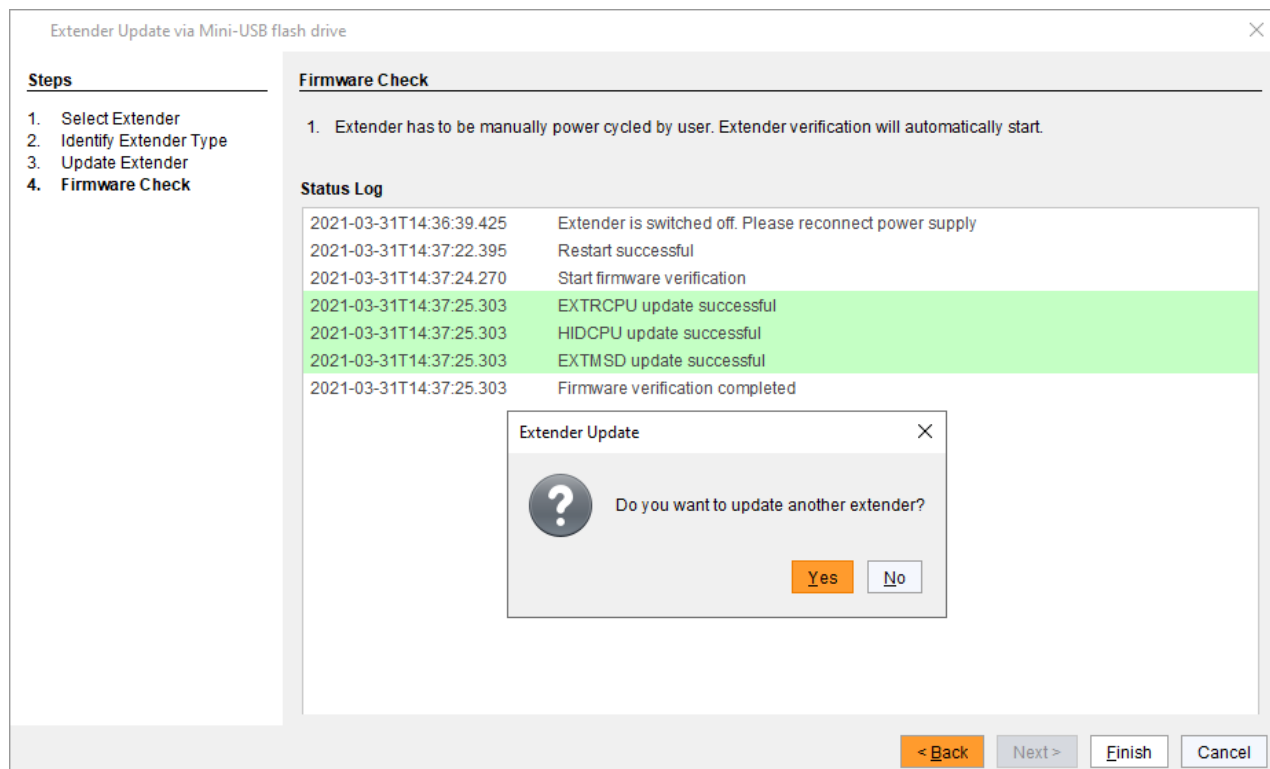 Extender Update via Mini-USB flash drive
Steps
1. Select Extender
2. Identify Extender Type
3. Update Extender
4. Firmware Check
Firmware Check
1. Extender has to be manually power cycled by user. Extender verification will automatically start.
Status Log
2021-03-31T14:36:39.425 Extender is switched off. Please reconnect power supply
2021-03-31T14:37:22.395 Restart successful
2021-03-31T14:37:24.270 Start firmware verification
2021-03-31T14:37:25.303 EXTRCPU update successful
2021-03-31T14:37:25.303 HIDCPU update successful
2021-03-31T14:37:25.303 EXTMSD update successful
2021-03-31T14:37:25.303 Firmware verification completed
Extender Update
Do you want to update another extender?
Yes No
< Back Next > Finish Cancel